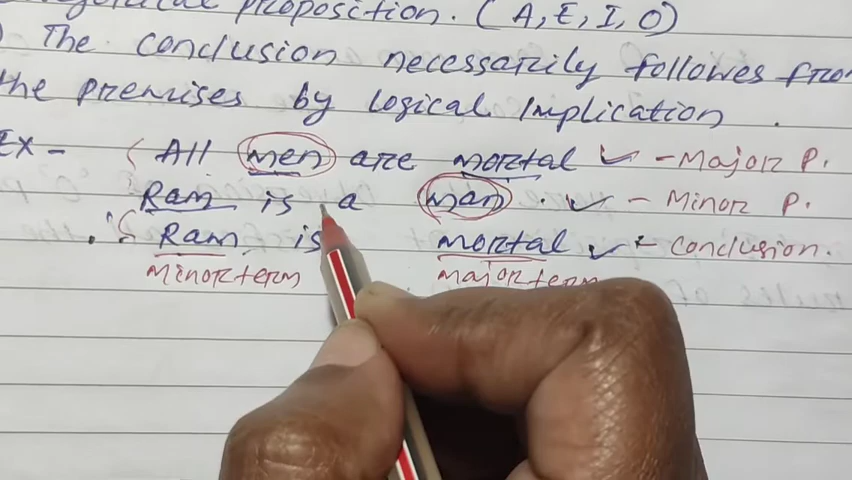 proposition. (A, E, I, O)
The conclusion necessarily followes from
the premises by logical Implication.
Ex - All men are mortal ✓ - Major P.
Ram is a man. ✓ - Minor P.
∴ Ram is mortal ✓ - Conclusion.
minor term major term